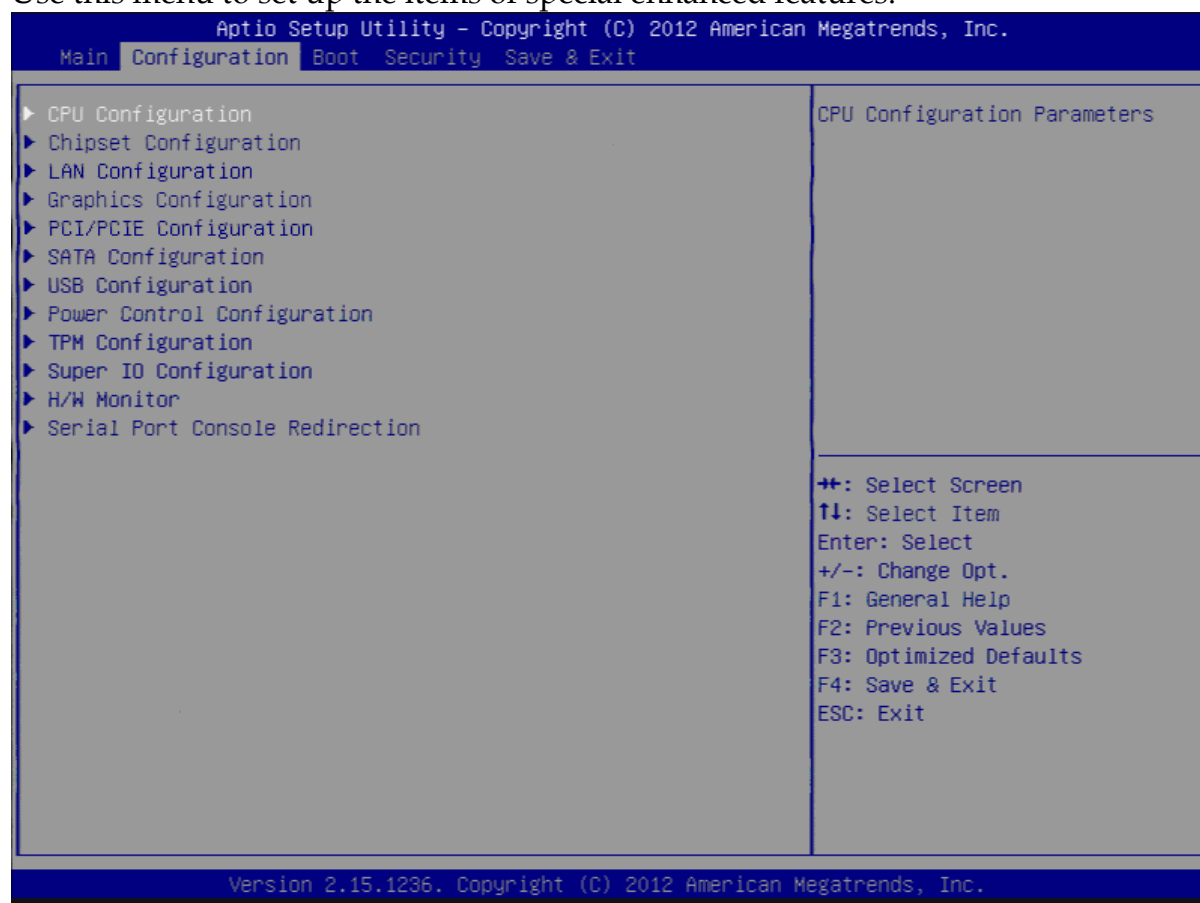 Use this menu to set up the items of special enhanced features.
Aptio Setup Utility – Copyright (C) 2012 American Megatrends, Inc.
Main Configuration Boot Security Save & Exit
▶ CPU Configuration
▶ Chipset Configuration
▶ LAN Configuration
▶ Graphics Configuration
▶ PCI/PCIE Configuration
▶ SATA Configuration
▶ USB Configuration
▶ Power Control Configuration
▶ TPM Configuration
▶ Super IO Configuration
▶ H/W Monitor
▶ Serial Port Console Redirection
CPU Configuration Parameters
→←: Select Screen
↑↓: Select Item
Enter: Select
+/-: Change Opt.
F1: General Help
F2: Previous Values
F3: Optimized Defaults
F4: Save & Exit
ESC: Exit
Version 2.15.1236. Copyright (C) 2012 American Megatrends, Inc.